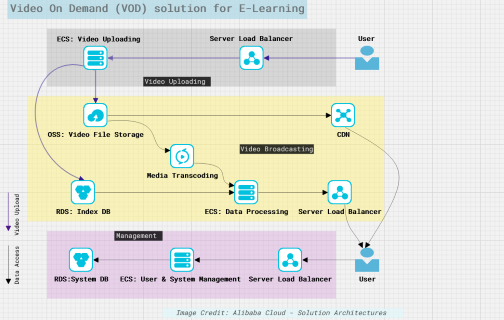 Video On Demand (VOD) solution for E-Learning
ECS: Video Uploading
Server Load Balancer
User
Video Uploading
OSS: Video File Storage
CDN
Video Broadcasting
Media Transcoding
RDS: Index DB
ECS: Data Processing
Server Load Balancer
Video Upload
Data Access
Management
User
RDS:System DB
ECS: User & System Management
Server Load Balancer
Image Credit: Alibaba Cloud - Solution Architectures